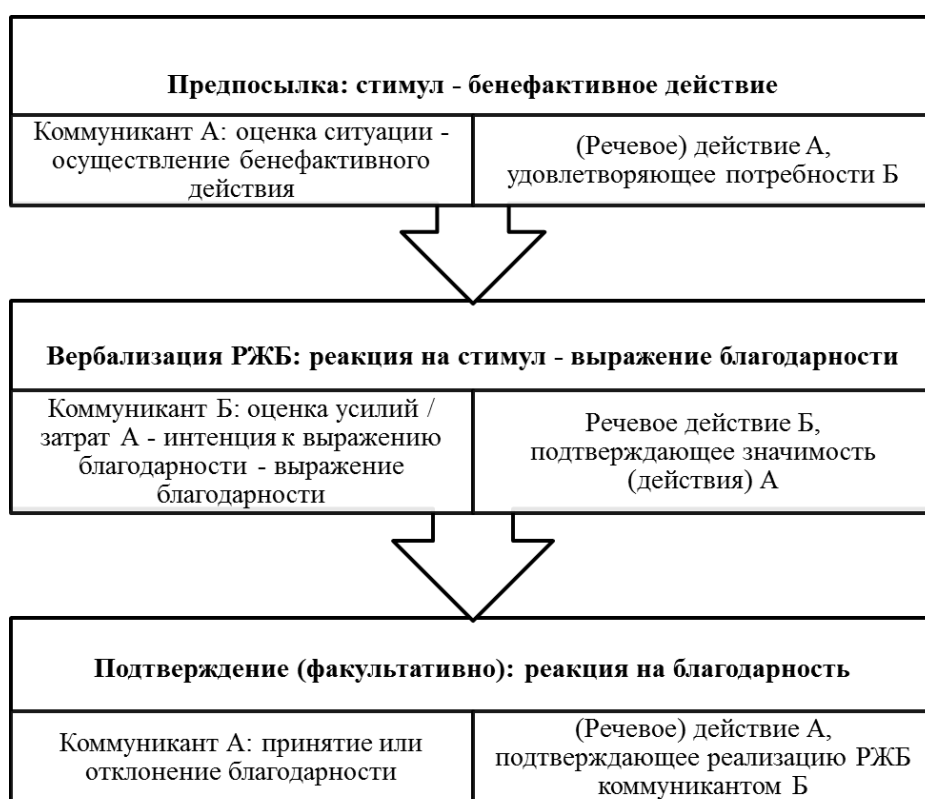 Предпосылка: стимул - бенефактивное действие
Коммуникант А: оценка ситуации -
осуществление бенефактивного
действия
(Речевое) действие А,
удовлетворяющее потребности Б
Вербализация РЖБ: реакция на стимул - выражение благодарности
Коммуникант Б: оценка усилий /
затрат А - интенция к выражению
благодарности - выражение
благодарности
Речевое действие Б,
подтверждающее значимость
(действия) А
Подтверждение (факультативно): реакция на благодарность
Коммуникант А: принятие или
отклонение благодарности
(Речевое) действие А,
подтверждающее реализацию РЖБ
коммуникантом Б